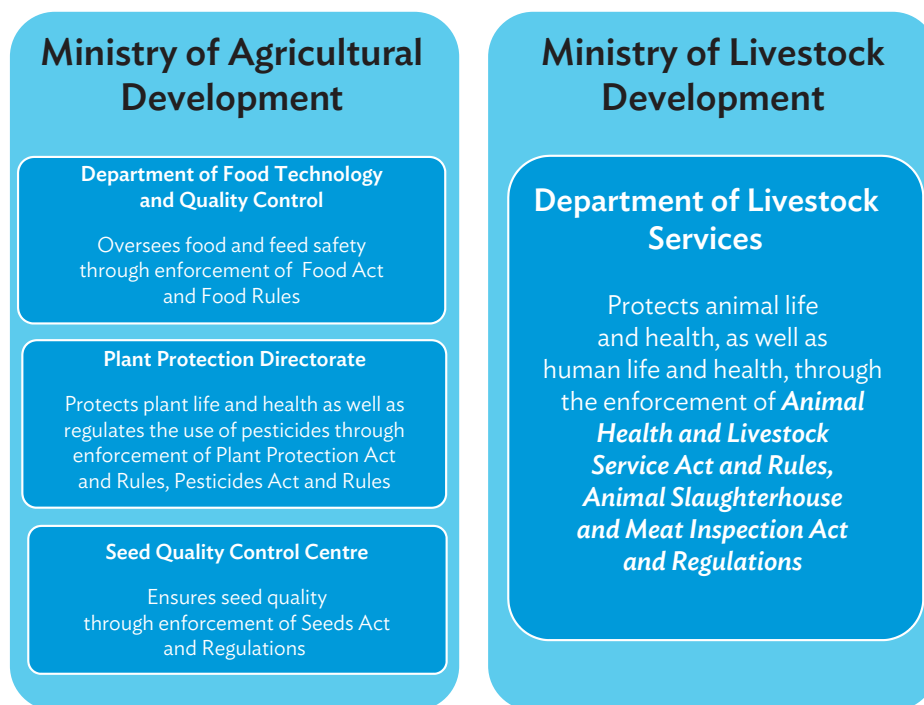 Ministry of Agricultural
Development
Department of Food Technology
and Quality Control
Oversees food and feed safety
through enforcement of Food Act
and Food Rules
Plant Protection Directorate
Protects plant life and health as well as
regulates the use of pesticides through
enforcement of Plant Protection Act
and Rules, Pesticides Act and Rules
Seed Quality Control Centre
Ensures seed quality
through enforcement of Seeds Act
and Regulations
Ministry of Livestock
Development
Department of Livestock
Services
Protects animal life
and health, as well as
human life and health, through
the enforcement of Animal
Health and Livestock
Service Act and Rules,
Animal Slaughterhouse
and Meat Inspection Act
and Regulations